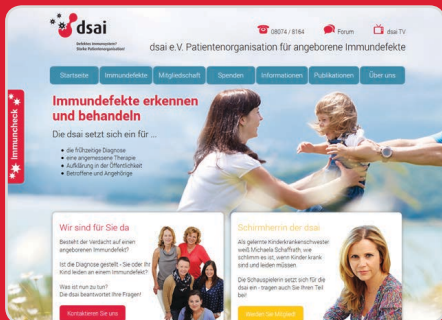 dsai
Defektes Immunsystem?
Starke Patientenorganisation!
08074 / 8164
Forum
dsai TV
dsai e.V. Patientenorganisation für angeborene Immundefekte
Startseite
Immundefekte
Mitgliedschaft
Spenden
Informationen
Publikationen
Über uns
Immuncheck
Immundefekte erkennen
und behandeln
Die dsai setzt sich ein für ...
die frühzeitige Diagnose
eine angemessene Therapie
Aufklärung in der Öffentlichkeit
Betroffene und Angehörige
Wir sind für Sie da
Besteht der Verdacht auf einen
angeborenen Immundefekt?
Ist die Diagnose gestellt - Sie oder Ihr
Kind leiden an einem Immundefekt?
Was ist nun zu tun?
Die dsai beantwortet Ihre Fragen!
Kontaktieren Sie uns
Schirmherrin der dsai
Als gelernte Kinderkrankenschwester
weiß Michaela Schaffrath, wie
schlimm es ist, wenn Kinder krank
sind und leiden müssen.
Die Schauspielerin setzt sich für die
dsai ein - tragen auch Sie Ihren Teil
bei!
Werden Sie Mitglied!